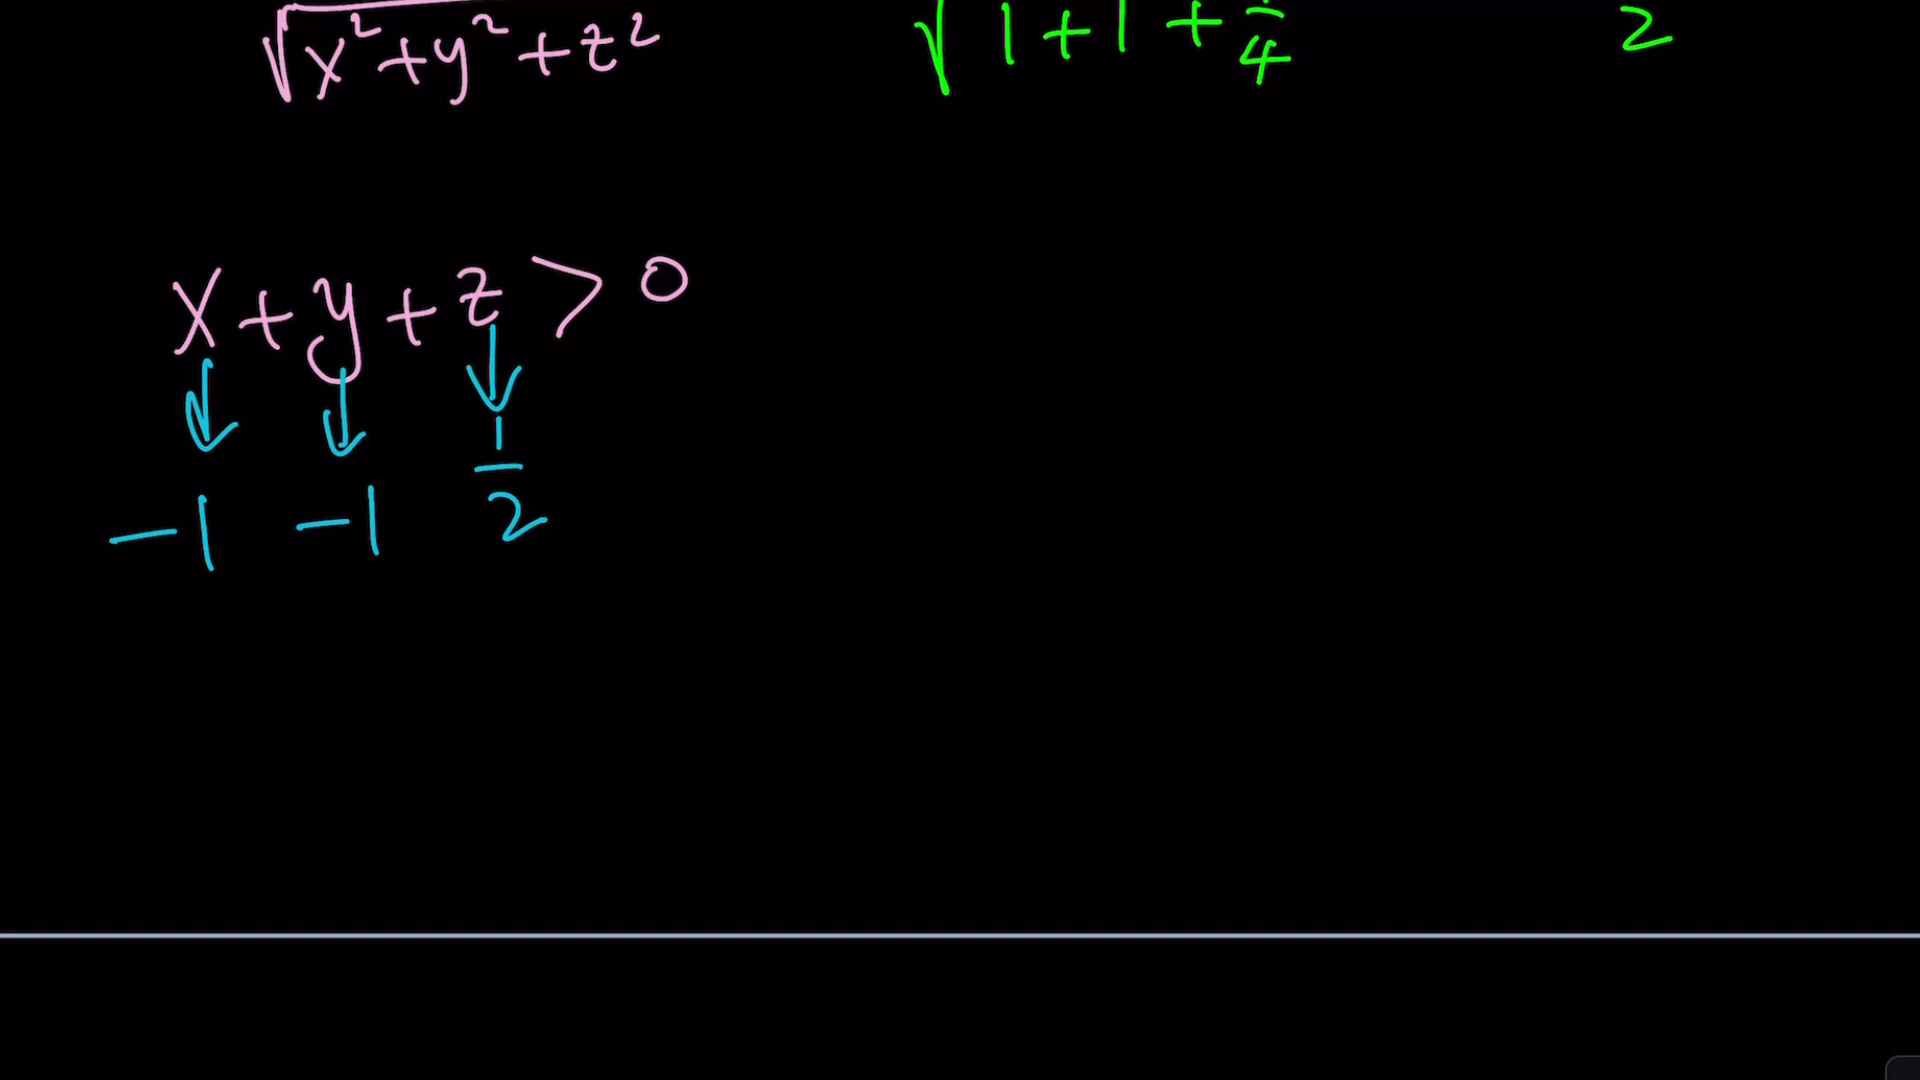 √x²+y²+z² √1+1+1/4 2
x+y+z>0
-1 -1 1/2